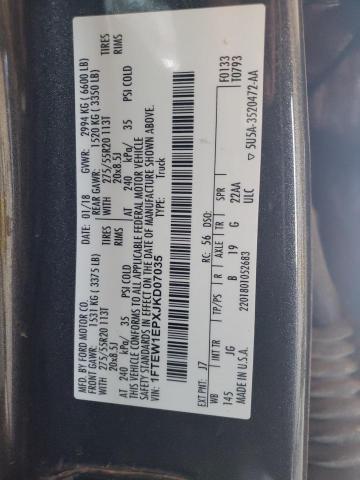 MFD. BY FORD MOTOR CO.
DATE: 01/18 GVWR: 2994 KG ( 6600 LB)
FRONT GAWR: 1531 KG ( 3375 LB) REAR GAWR: 1520 KG ( 3350 LB)
WITH 275/55R20 113T TIRES WITH 275/55R20 113T TIRES
20x8.5J RIMS 20x8.5J RIMS
AT 240 kPa/ 35 PSI COLD AT 240 kPa/ 35 PSI COLD
THIS VEHICLE CONFORMS TO ALL APPLICABLE FEDERAL MOTOR VEHICLE
SAFETY STANDARDS IN EFFECT ON THE DATE OF MANUFACTURE SHOWN ABOVE.
VIN: 1FTEW1EPXJKD07035 TYPE: Truck
F0133
T0793
EXT PNT: J7 RC: 56 DSO:
WB TP/PS R AXLE TR SPR
145 JG B 19 G 22AA
ULC
2201801052683
MADE IN U.S.A. 5U5A-3520472-AA